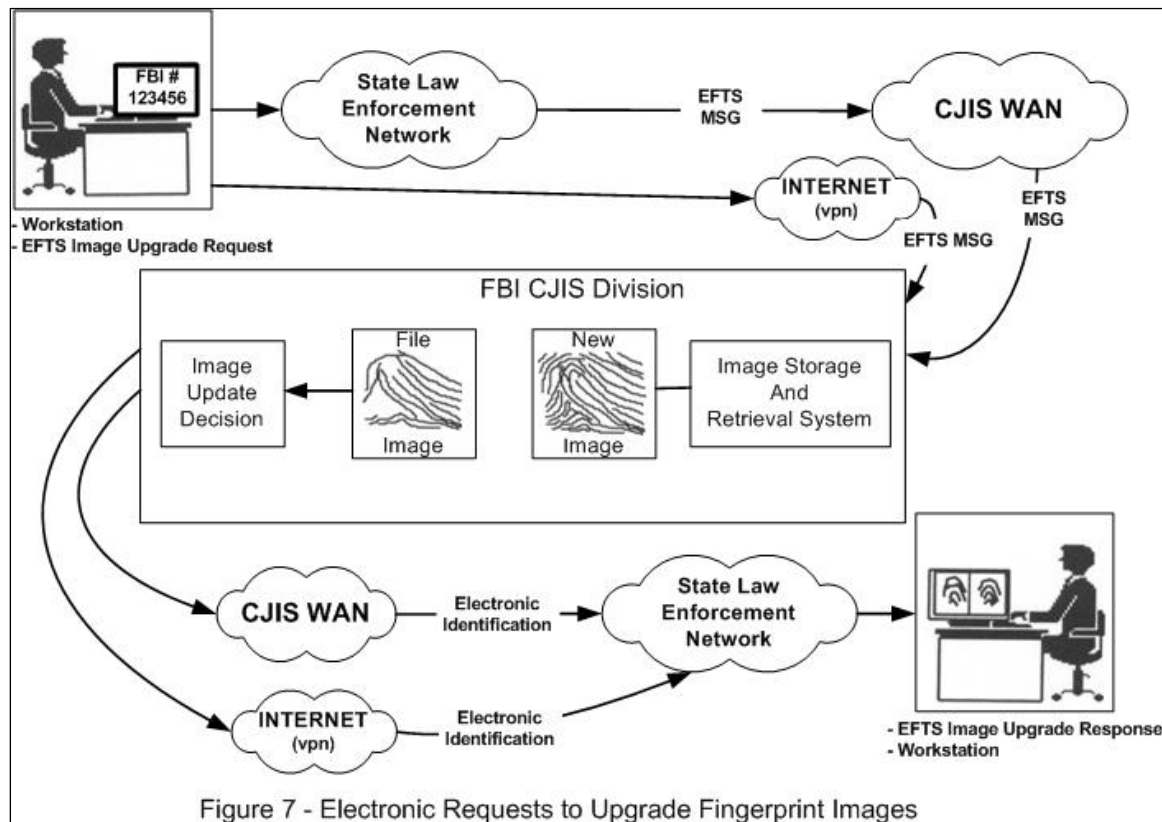 FBI #
123456
State Law
Enforcement
Network
EFTS
MSG
CJIS WAN
- Workstation
- EFTS Image Upgrade Request
INTERNET
(vpn)
EFTS MSG
EFTS
MSG
FBI CJIS Division
Image
Update
Decision
File
Image
New
Image
Image Storage
And
Retrieval System
CJIS WAN
Electronic
Identification
State Law
Enforcement
Network
INTERNET
(vpn)
Electronic
Identification
- EFTS Image Upgrade Response
- Workstation
Figure 7 - Electronic Requests to Upgrade Fingerprint Images